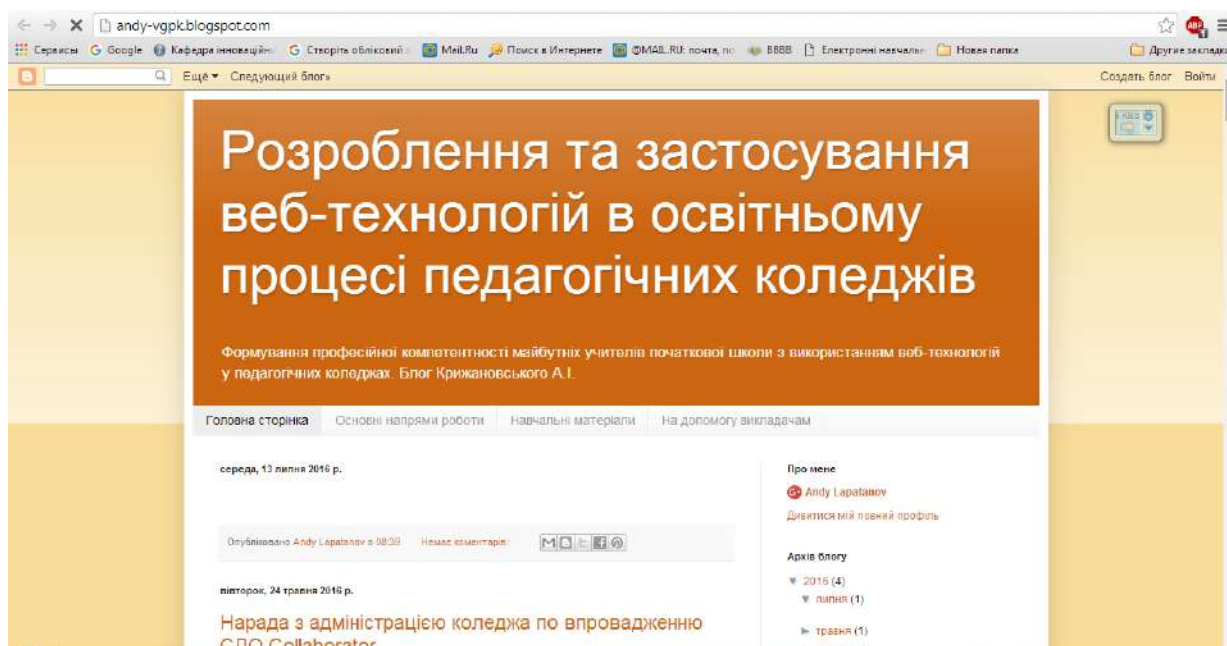 andy-vgpk.blogspot.com
Сервисы Google Кафедра інноваційн Створіть обліковий Mail.Ru Поиск в Интернете @MAIL.RU: почта, по BBBB Електронні навчальн Новая папка Другие закладк
Ещё Следующий блог» Создать блог Войти
Розроблення та застосування
веб-технологій в освітньому
процесі педагогічних коледжів
Формування професійної компетентності майбутніх учителів початкової школи з використанням веб-технологій
у педагогічних коледжах. Блог Крижановського А.І.
Головна сторінка Основні напрями роботи Навчальні матеріали На допомогу викладачам
середа, 13 липня 2016 р.
Опубліковано Andy Lapatanov о 08:39 Немає коментарів:
вівторок, 24 травня 2016 р.
Нарада з адміністрацією коледжа по впровадженню
СДО Collaborator
Про мене
Andy Lapatanov
Дивитися мій повний профіль
Архів блогу
▼ 2016 (4)
▼ липня (1)
► травня (1)